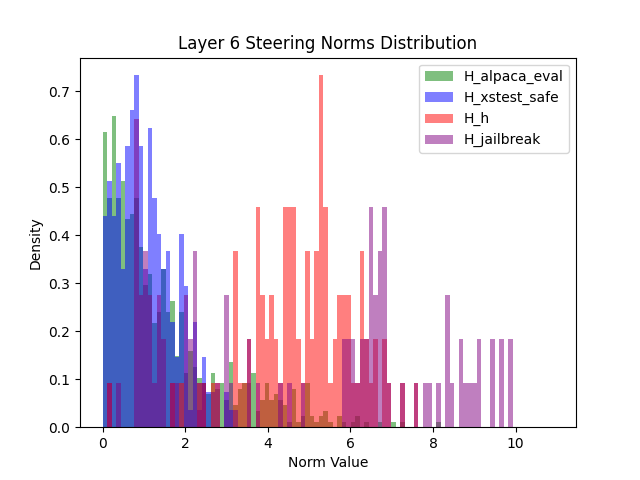 Layer 6 Steering Norms Distribution
H_alpaca_eval
H_xstest_safe
H_h
H_jailbreak
0.7
0.6
0.5
0.4
0.3
0.2
0.1
0.0
Density
0 2 4 6 8 10
Norm Value